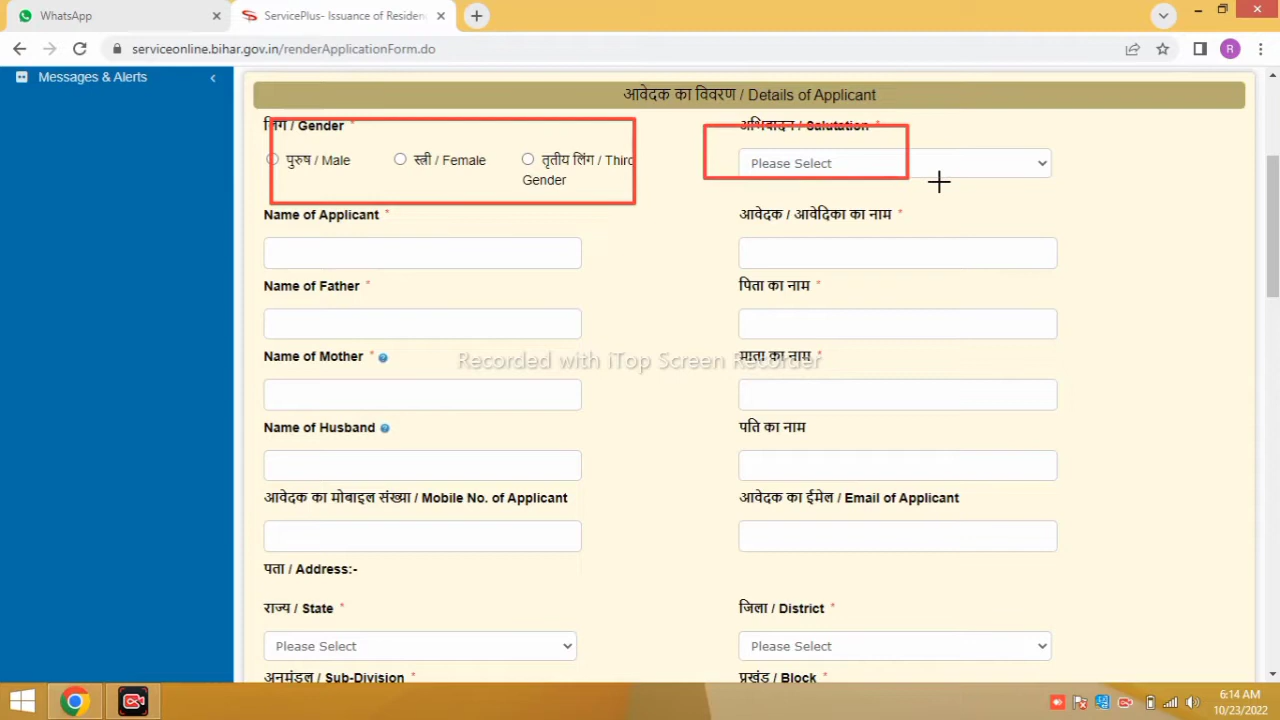 WhatsApp
ServicePlus- Issuance of Residen
serviceonline.bihar.gov.in/renderApplicationForm.do
R
Messages & Alerts
आवेदक का विवरण / Details of Applicant
लिंग / Gender *
अभिवादन / Salutation *
पुरुष / Male
स्त्री / Female
तृतीय लिंग / Third
Gender
Please Select
Name of Applicant *
आवेदक / आवेदिका का नाम *
Name of Father *
पिता का नाम *
Name of Mother *
माता का नाम *
Recorded with iTop Screen Recorder
Name of Husband
पति का नाम
आवेदक का मोबाइल संख्या / Mobile No. of Applicant
आवेदक का ईमेल / Email of Applicant
पता / Address:-
राज्य / State *
जिला / District *
Please Select
Please Select
अनुमंडल / Sub-Division *
प्रखंड / Block *
6:14 AM
10/23/2022